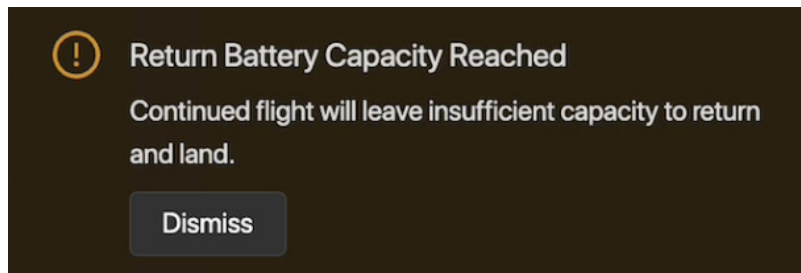 Return Battery Capacity Reached
Continued flight will leave insufficient capacity to return
and land.
Dismiss